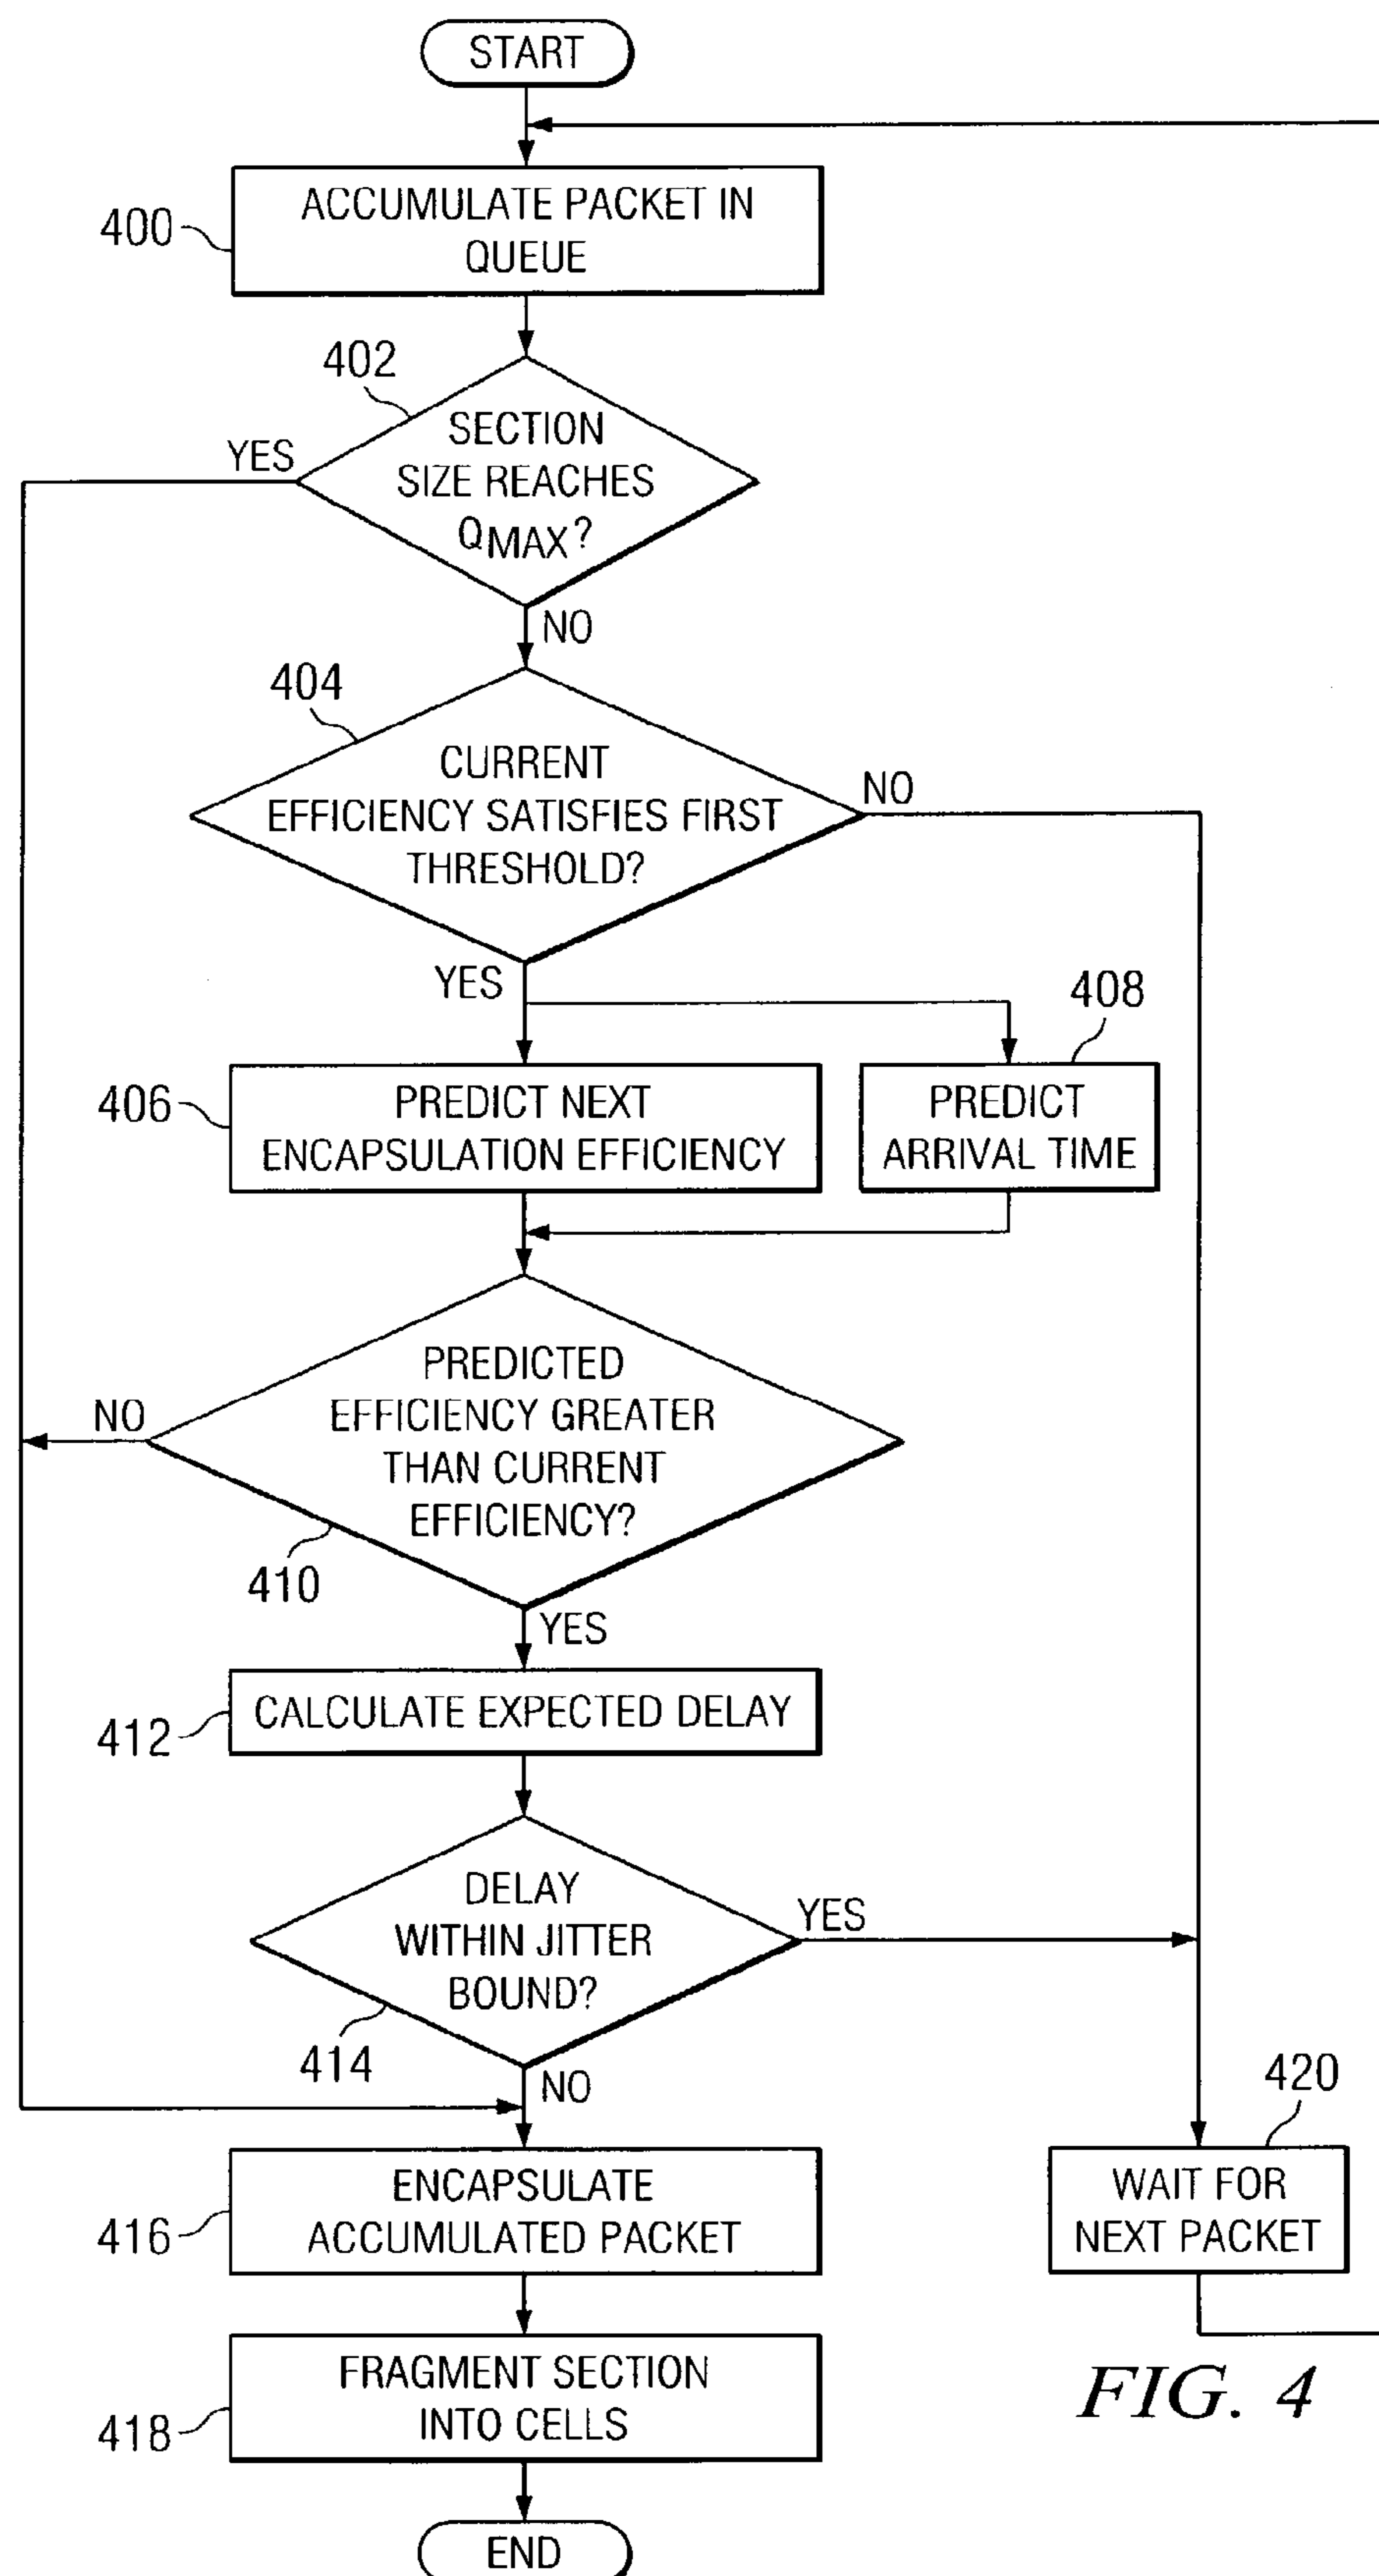 START
ACCUMULATE PACKET IN
QUEUE
400
402
SECTION
SIZE REACHES
QMAX?
YES
NO
404
CURRENT
EFFICIENCY SATISFIES FIRST
THRESHOLD?
NO
YES
408
406
PREDICT NEXT
ENCAPSULATION EFFICIENCY
PREDICT
ARRIVAL TIME
PREDICTED
EFFICIENCY GREATER
THAN CURRENT
EFFICIENCY?
NO
410
YES
412
CALCULATE EXPECTED DELAY
DELAY
WITHIN JITTER
BOUND?
YES
414
NO
420
416
ENCAPSULATE
ACCUMULATED PACKET
WAIT FOR
NEXT PACKET
418
FRAGMENT SECTION
INTO CELLS
FIG. 4
END